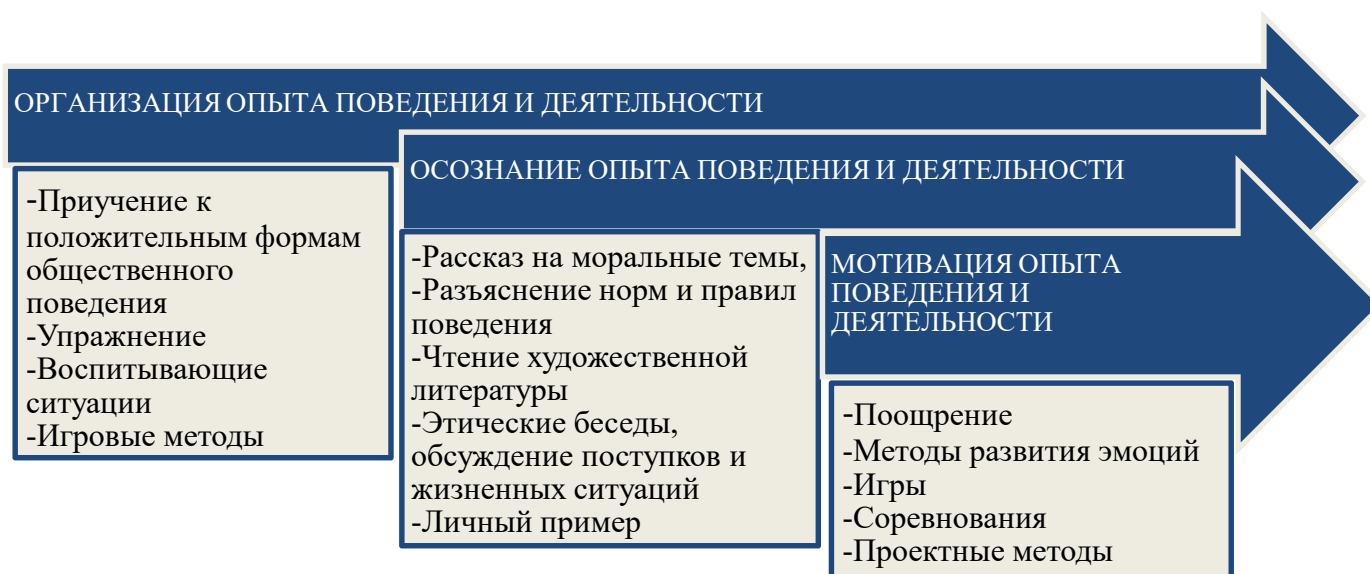 ОРГАНИЗАЦИЯ ОПЫТА ПОВЕДЕНИЯ И ДЕЯТЕЛЬНОСТИ
-Приучение к
положительным формам
общественного
поведения
-Упражнение
-Воспитывающие
ситуации
-Игровые методы
ОСОЗНАНИЕ ОПЫТА ПОВЕДЕНИЯ И ДЕЯТЕЛЬНОСТИ
-Рассказ на моральные темы,
-Разъяснение норм и правил
поведения
-Чтение художественной
литературы
-Этические беседы,
обсуждение поступков и
жизненных ситуаций
-Личный пример
МОТИВАЦИЯ ОПЫТА
ПОВЕДЕНИЯ И
ДЕЯТЕЛЬНОСТИ
-Поощрение
-Методы развития эмоций
-Игры
-Соревнования
-Проектные методы